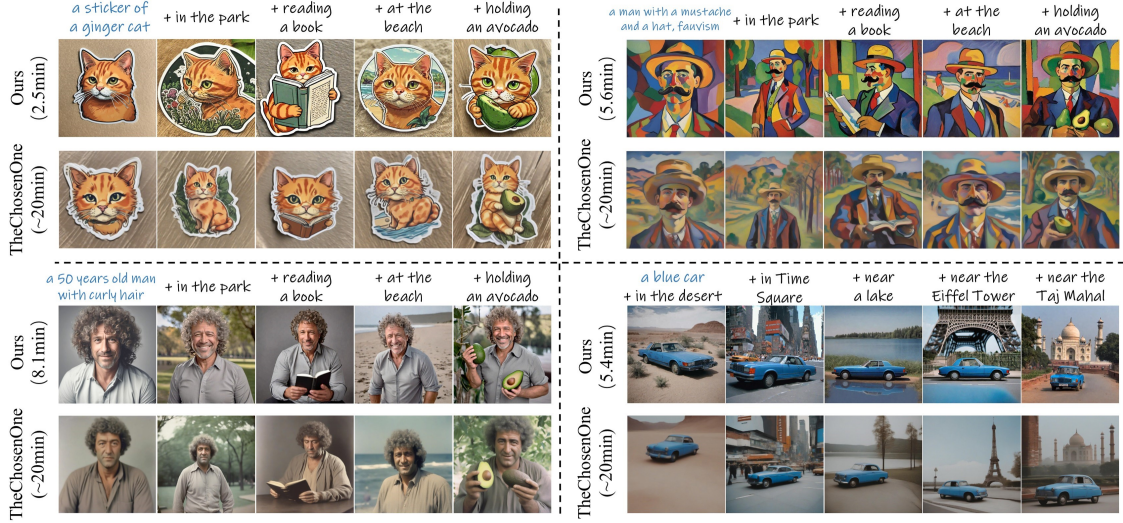 a sticker of
a ginger cat
+ in the park
+ reading
a book
+ at the
beach
+ holding
an avocado
Ours
(2.5min)
TheChosenOne
(~20min)
a man with a mustache
and a hat, fauvism
+ in the park
+ reading
a book
+ at the
beach
+ holding
an avocado
Ours
(5.6min)
TheChosenOne
(~20min)
a 50 years old man
with curly hair
+ in the park
+ reading
a book
+ at the
beach
+ holding
an avocado
Ours
(8.1min)
TheChosenOne
(~20min)
a blue car
+ in the desert
+ in Time
Square
+ near
a lake
+ near the
Eiffel Tower
+ near the
Taj Mahal
Ours
(5.4min)
TheChosenOne
(~20min)